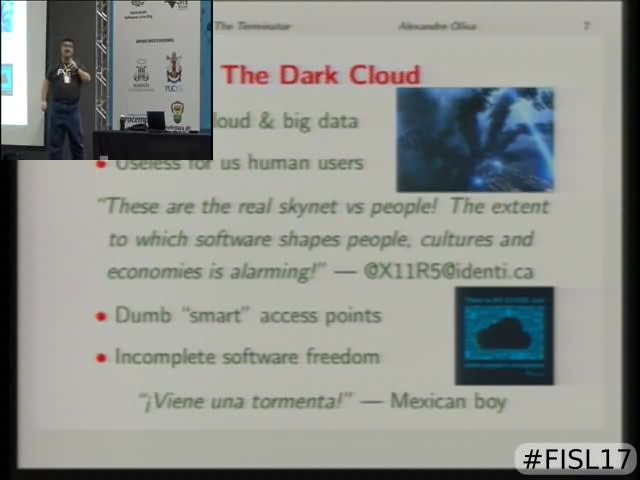 The Terminator
Alexandre Oliva
7
The Dark Cloud
loud & big data
Useless for us human users
“These are the real skynet vs people! The extent
to which software shapes people, cultures and
economies is alarming!” — @X11R5@identi.ca
Dumb “smart” access points
Incomplete software freedom
“¡Viene una tormenta!” — Mexican boy
PUCRS
#FISL17